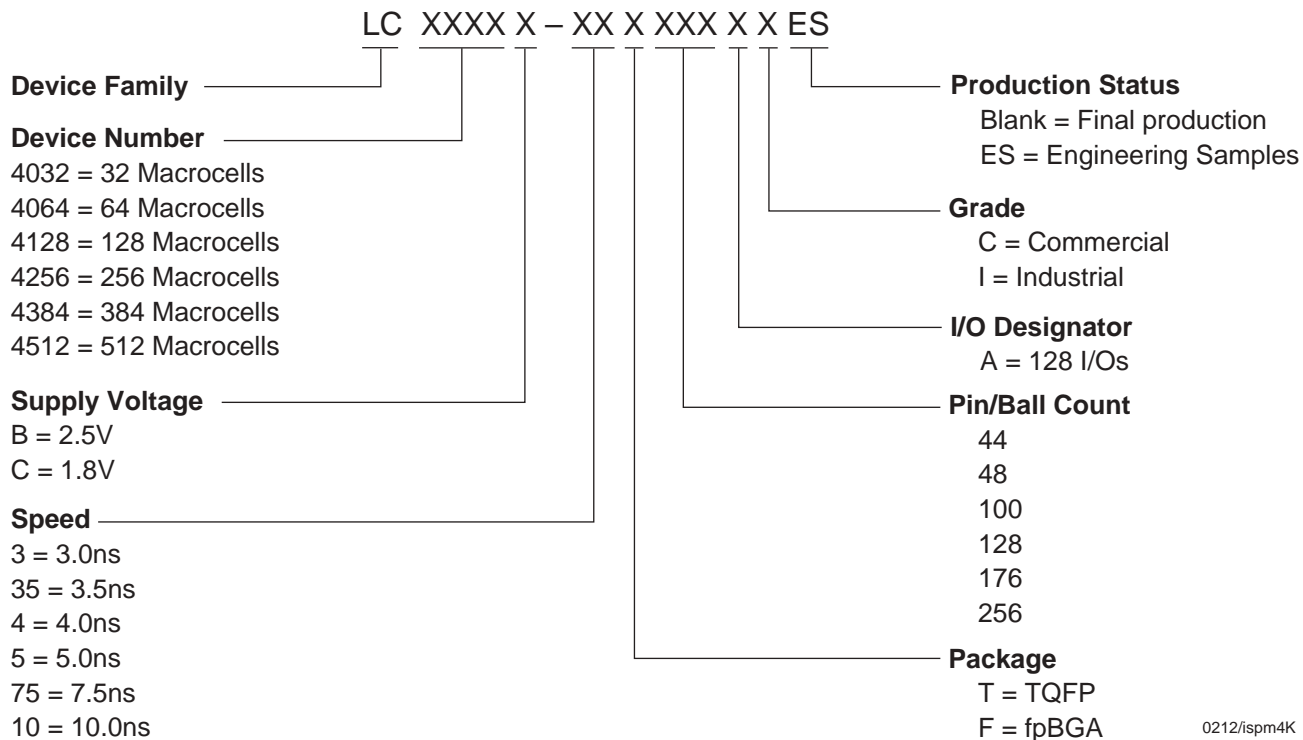 LC XXXX X – XX X XXX X X ES
Device Family
Device Number
4032 = 32 Macrocells
4064 = 64 Macrocells
4128 = 128 Macrocells
4256 = 256 Macrocells
4384 = 384 Macrocells
4512 = 512 Macrocells
Supply Voltage
B = 2.5V
C = 1.8V
Speed
3 = 3.0ns
35 = 3.5ns
4 = 4.0ns
5 = 5.0ns
75 = 7.5ns
10 = 10.0ns
Production Status
Blank = Final production
ES = Engineering Samples
Grade
C = Commercial
I = Industrial
I/O Designator
A = 128 I/Os
Pin/Ball Count
44
48
100
128
176
256
Package
T = TQFP
F = fpBGA
0212/ispm4K